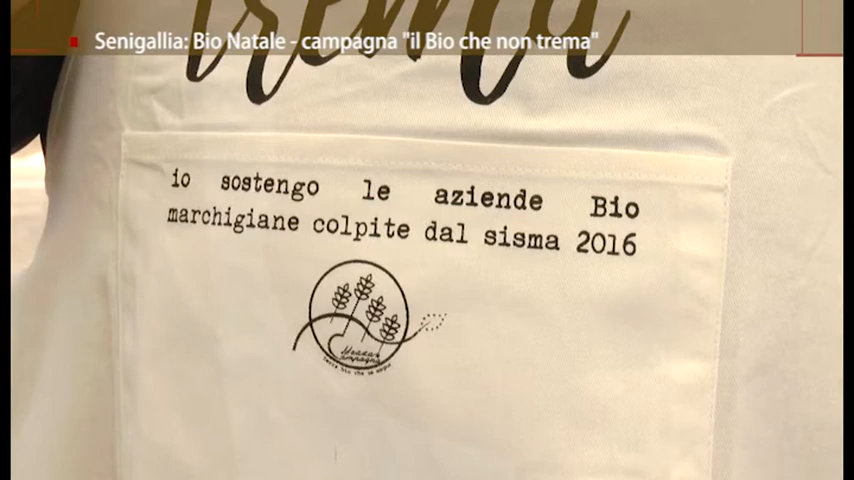 Senigallia: Bio Natale - campagna "il Bio che non trema"
trema
io sostengo le aziende Bio
marchigiane colpite dal sisma 2016